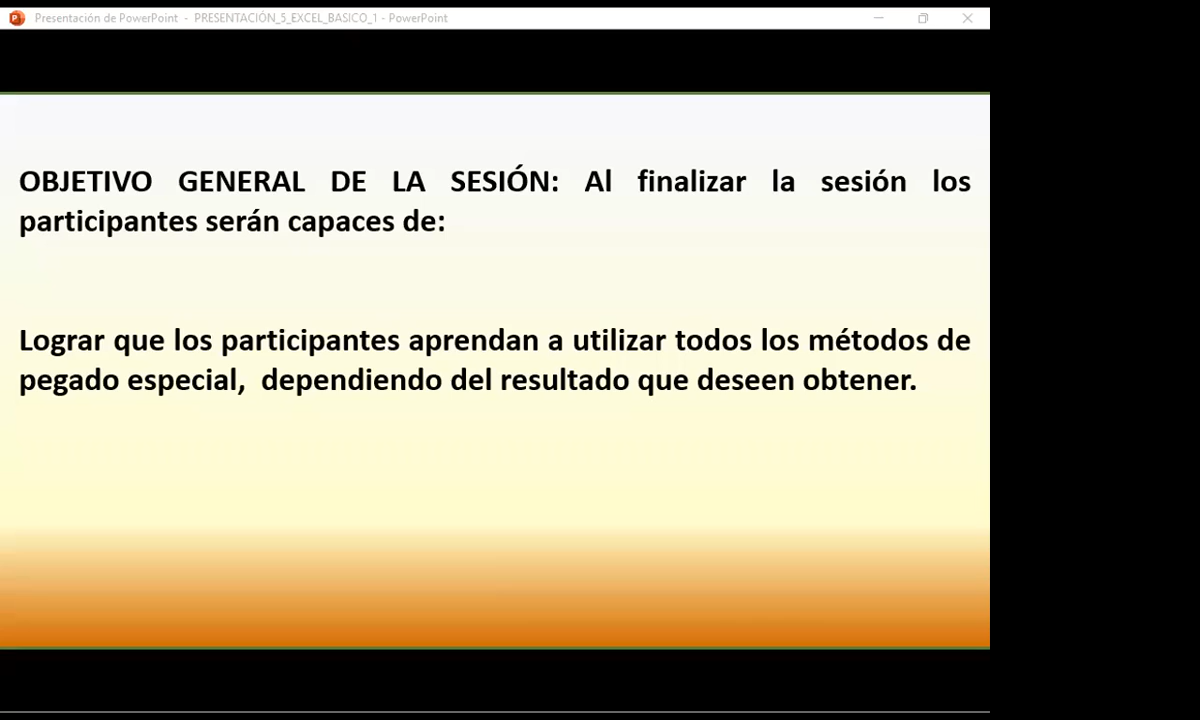 Presentación de PowerPoint - PRESENTACIÓN_5_EXCEL_BASICO_1 - PowerPoint
OBJETIVO GENERAL DE LA SESIÓN: Al finalizar la sesión los
participantes serán capaces de:
Lograr que los participantes aprendan a utilizar todos los métodos de
pegado especial, dependiendo del resultado que deseen obtener.